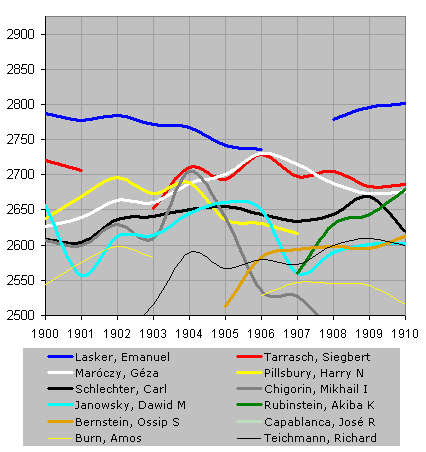 2900
2850
2800
2750
2700
2650
2600
2550
2500
1900 1901 1902 1903 1904 1905 1906 1907 1908 1909 1910
Lasker, Emanuel Tarrasch, Siegbert
Maróczy, Géza Pillsbury, Harry N
Schlechter, Carl Chigorin, Mikhail I
Janowsky, Dawid M Rubinstein, Akiba K
Bernstein, Ossip S Capablanca, José R
Burn, Amos Teichmann, Richard